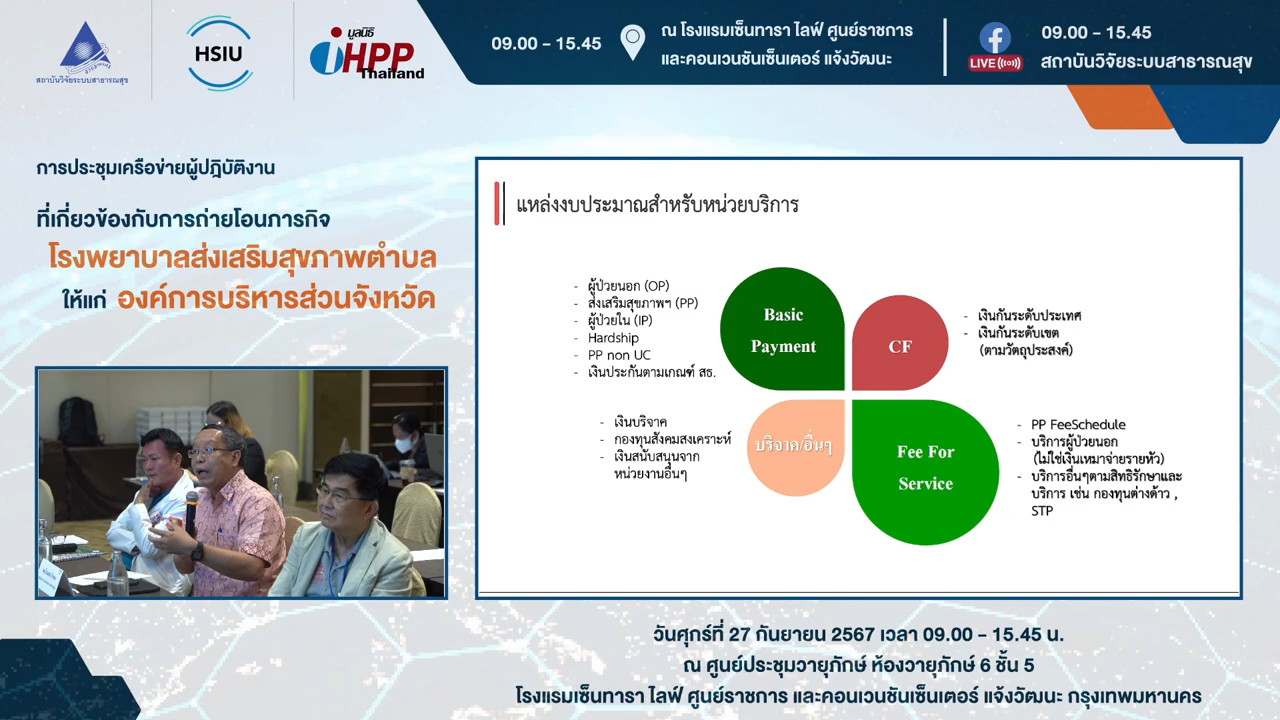 สถาบันวิจัยระบบสาธารณสุข
HSIU
มูลนิธิ
iHPP
Thailand
09.00 - 15.45
ณ โรงแรมเซ็นทารา ไลฟ์ ศูนย์ราชการ
และคอนเวนชันเซ็นเตอร์ แจ้งวัฒนะ
LIVE
09.00 - 15.45
สถาบันวิจัยระบบสาธารณสุข
การประชุมเครือข่ายผู้ปฏิบัติงาน
ที่เกี่ยวข้องกับการถ่ายโอนภารกิจ
โรงพยาบาลส่งเสริมสุขภาพตำบล
ให้แก่ องค์การบริหารส่วนจังหวัด
แหล่งงบประมาณสำหรับหน่วยบริการ
- ผู้ป่วยนอก (OP)
- ส่งเสริมสุขภาพฯ (PP)
- ผู้ป่วยใน (IP)
- Hardship
- PP non UC
- เงินประกันตามเกณฑ์ สธ.
Basic
Payment
CF
- เงินกันระดับประเทศ
- เงินกันระดับเขต
(ตามวัตถุประสงค์)
- เงินบริจาค
- กองทุนสังคมสงเคราะห์
- เงินสนับสนุนจาก
หน่วยงานอื่นๆ
บริจาค/อื่นๆ
Fee For
Service
- PP FeeSchedule
- บริการผู้ป่วยนอก
(ไม่ใช่เงินเหมาจ่ายรายหัว)
- บริการอื่นๆตามสิทธิรักษาและ
บริการ เช่น กองทุนต่างด้าว ,
STP
วันศุกร์ที่ 27 กันยายน 2567 เวลา 09.00 - 15.45 น.
ณ ศูนย์ประชุมวายุภักษ์ ห้องวายุภักษ์ 6 ชั้น 5
โรงแรมเซ็นทารา ไลฟ์ ศูนย์ราชการ และคอนเวนชันเซ็นเตอร์ แจ้งวัฒนะ กรุงเทพมหานคร